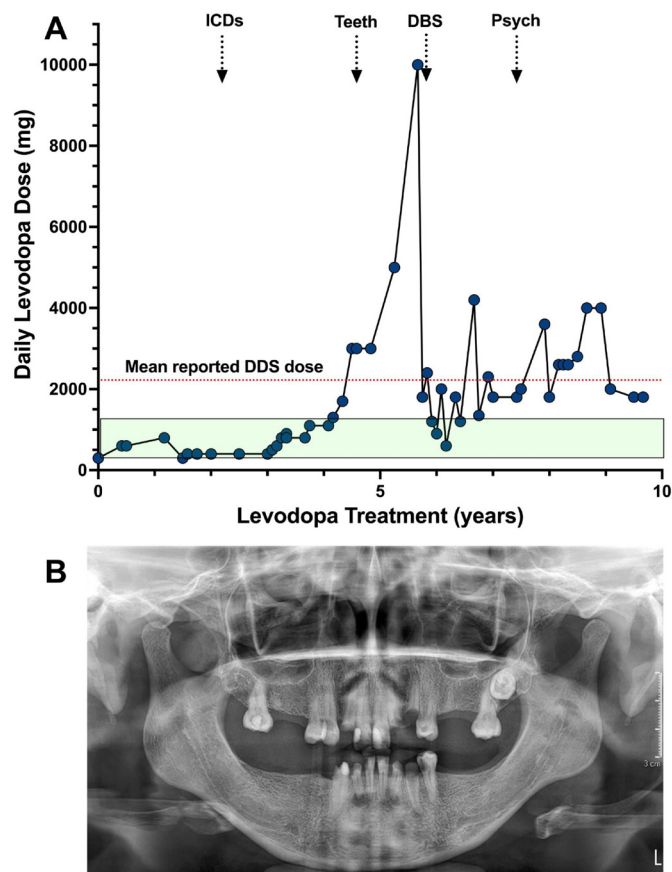 A
ICDs Teeth DBS Psych
10000
8000
6000
4000
2000
0
Daily Levodopa Dose (mg)
Mean reported DDS dose
0 5 10
Levodopa Treatment (years)
B
3 cm
L